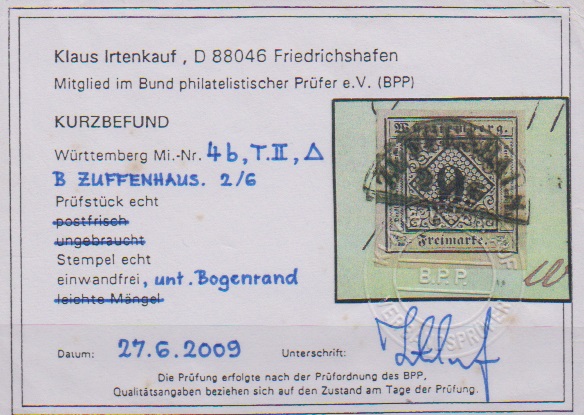 Klaus Irtenkauf , D 88046 Friedrichshafen
Mitglied im Bund philatelistischer Prüfer e.V. (BPP)
KURZBEFUND
Württemberg Mi.-Nr. 4b, T.II, △
B ZUFFENHAUS. 2/6
Prüfstück echt
postfrisch
ungebraucht
Stempel echt
einwandfrei, unt. Bogenrand
leichte Mängel
Datum: 27.6.2009 Unterschrift:
Die Prüfung erfolgte nach der Prüfordnung des BPP,
Qualitätsangaben beziehen sich auf den Zustand am Tage der Prüfung.
Württemberg.
Freimarke.
B.P.P.